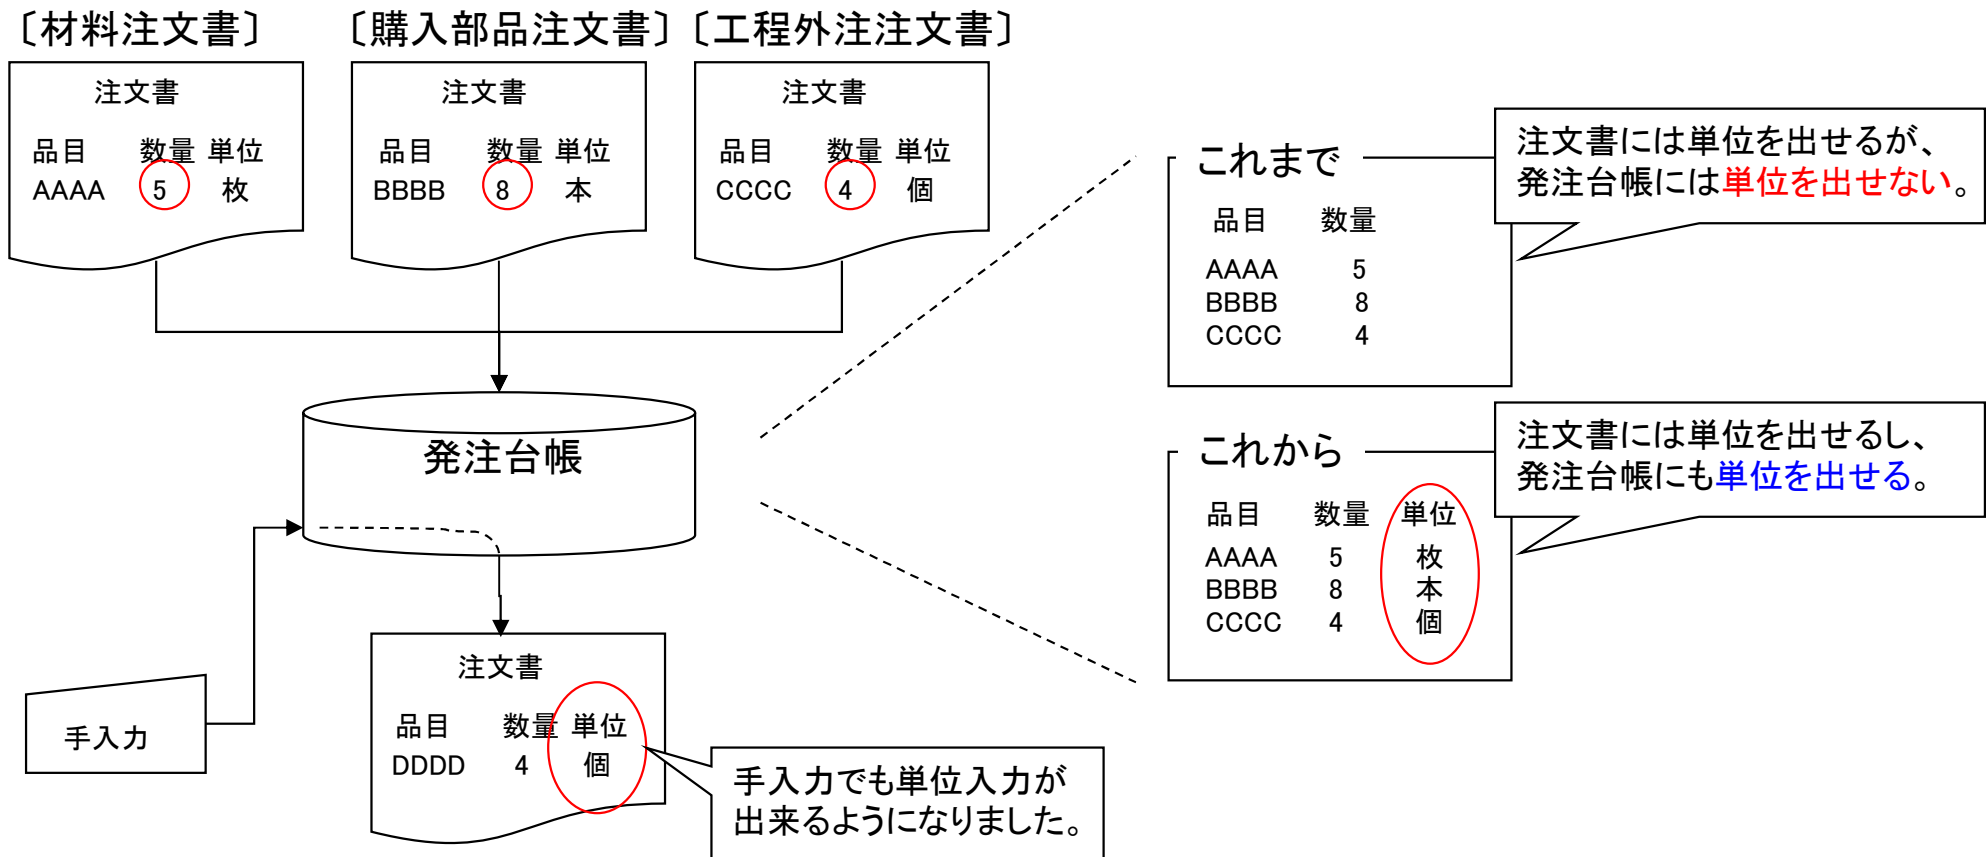 〔材料注文書〕
注文書
品目 数量 単位
AAAA 5 枚
〔購入部品注文書〕
注文書
品目 数量 単位
BBBB 8 本
〔工程外注注文書〕
注文書
品目 数量 単位
CCCC 4 個
発注台帳
手入力
注文書
品目 数量 単位
DDDD 4 個
手入力でも単位入力が
出来るようになりました。
これまで
品目 数量
AAAA 5
BBBB 8
CCCC 4
注文書には単位を出せるが、
発注台帳には単位を出せない。
これから
品目 数量 単位
AAAA 5 枚
BBBB 8 本
CCCC 4 個
注文書には単位を出せるし、
発注台帳にも単位を出せる。